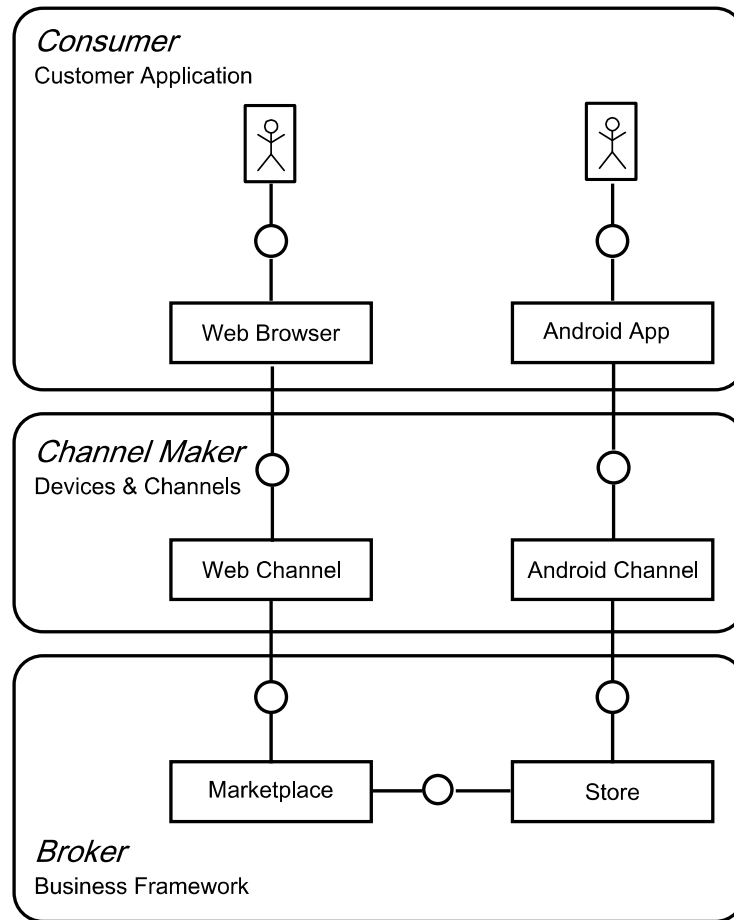 Consumer
Customer Application
Web Browser
Android App
Channel Maker
Devices & Channels
Web Channel
Android Channel
Marketplace
Store
Broker
Business Framework